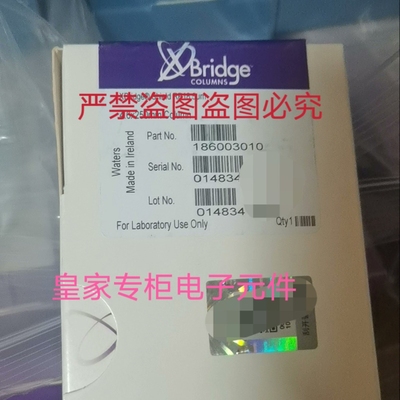 XBridge
COLUMNS
严禁盗图盗图必究
Part No.
186003010
Waters
Made in Ireland
Serial No.
014834
Lot No.
014834
For Laboratory Use Only
Qty 1
皇家专柜电子元件